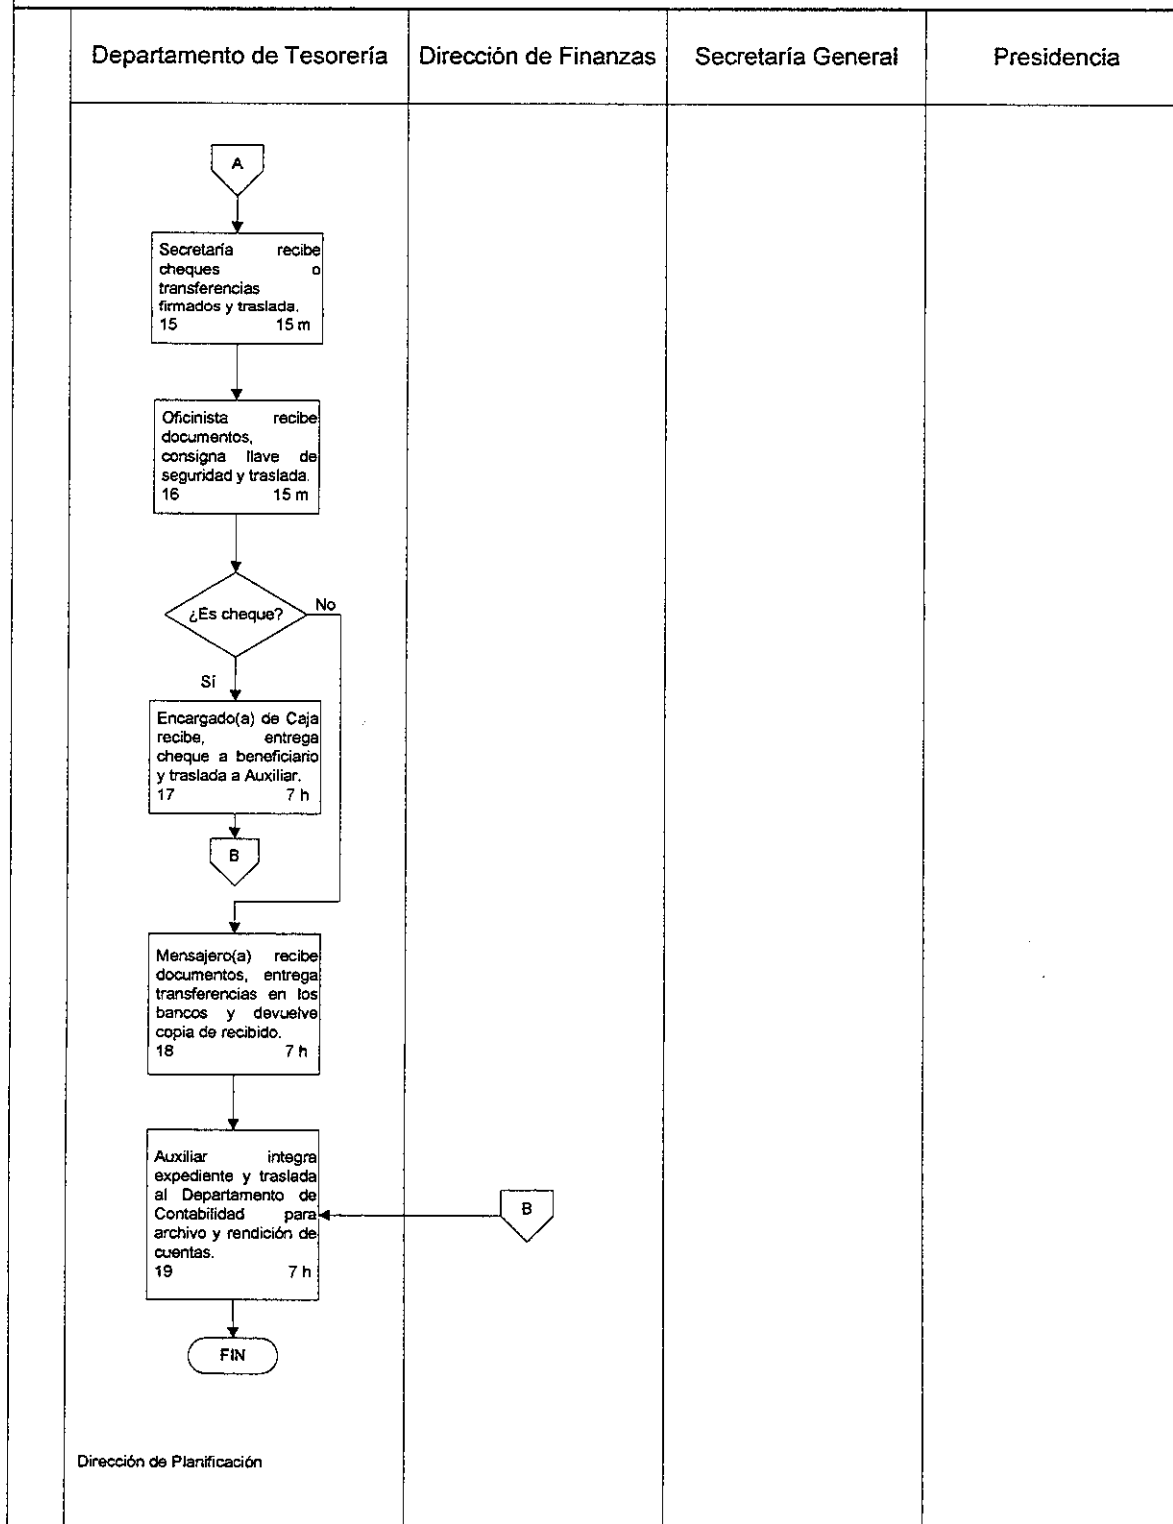 Departamento de Tesorería
Dirección de Finanzas
Secretaría General
Presidencia
A
Secretaría recibe
cheques o
transferencias
firmados y traslada.
15 15 m
Oficinista recibe
documentos,
consigna llave de
seguridad y traslada.
16 15 m
¿Es cheque?
No
Sí
Encargado(a) de Caja
recibe, entrega
cheque a beneficiario
y traslada a Auxiliar.
17 7 h
B
Mensajero(a) recibe
documentos, entrega
transferencias en los
bancos y devuelve
copia de recibido.
18 7 h
Auxiliar integra
expediente y traslada
al Departamento de
Contabilidad para
archivo y rendición de
cuentas.
19 7 h
B
FIN
Dirección de Planificación